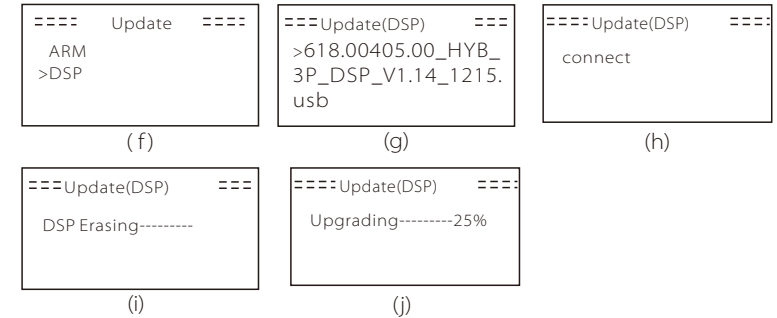 ==== Update ====
ARM
>DSP
(f)
===Update(DSP) ===
>618.00405.00_HYB_
3P_DSP_V1.14_1215.
usb
(g)
====Update(DSP) ====
connect
(h)
===Update(DSP) ===
DSP Erasing---------
(i)
====Update(DSP) ====
Upgrading---------25%
(j)